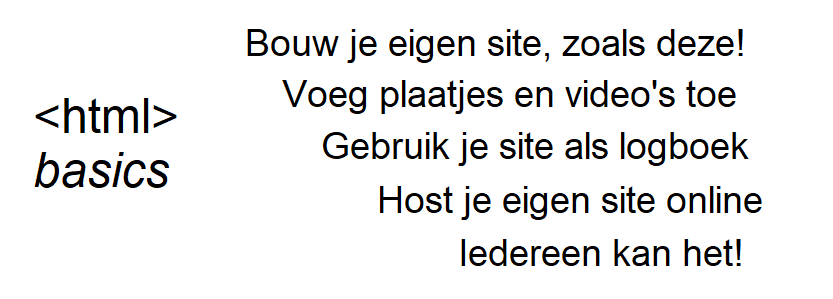 <html>
basics
Bouw je eigen site, zoals deze!
Voeg plaatjes en video's toe
Gebruik je site als logboek
Host je eigen site online
Iedereen kan het!